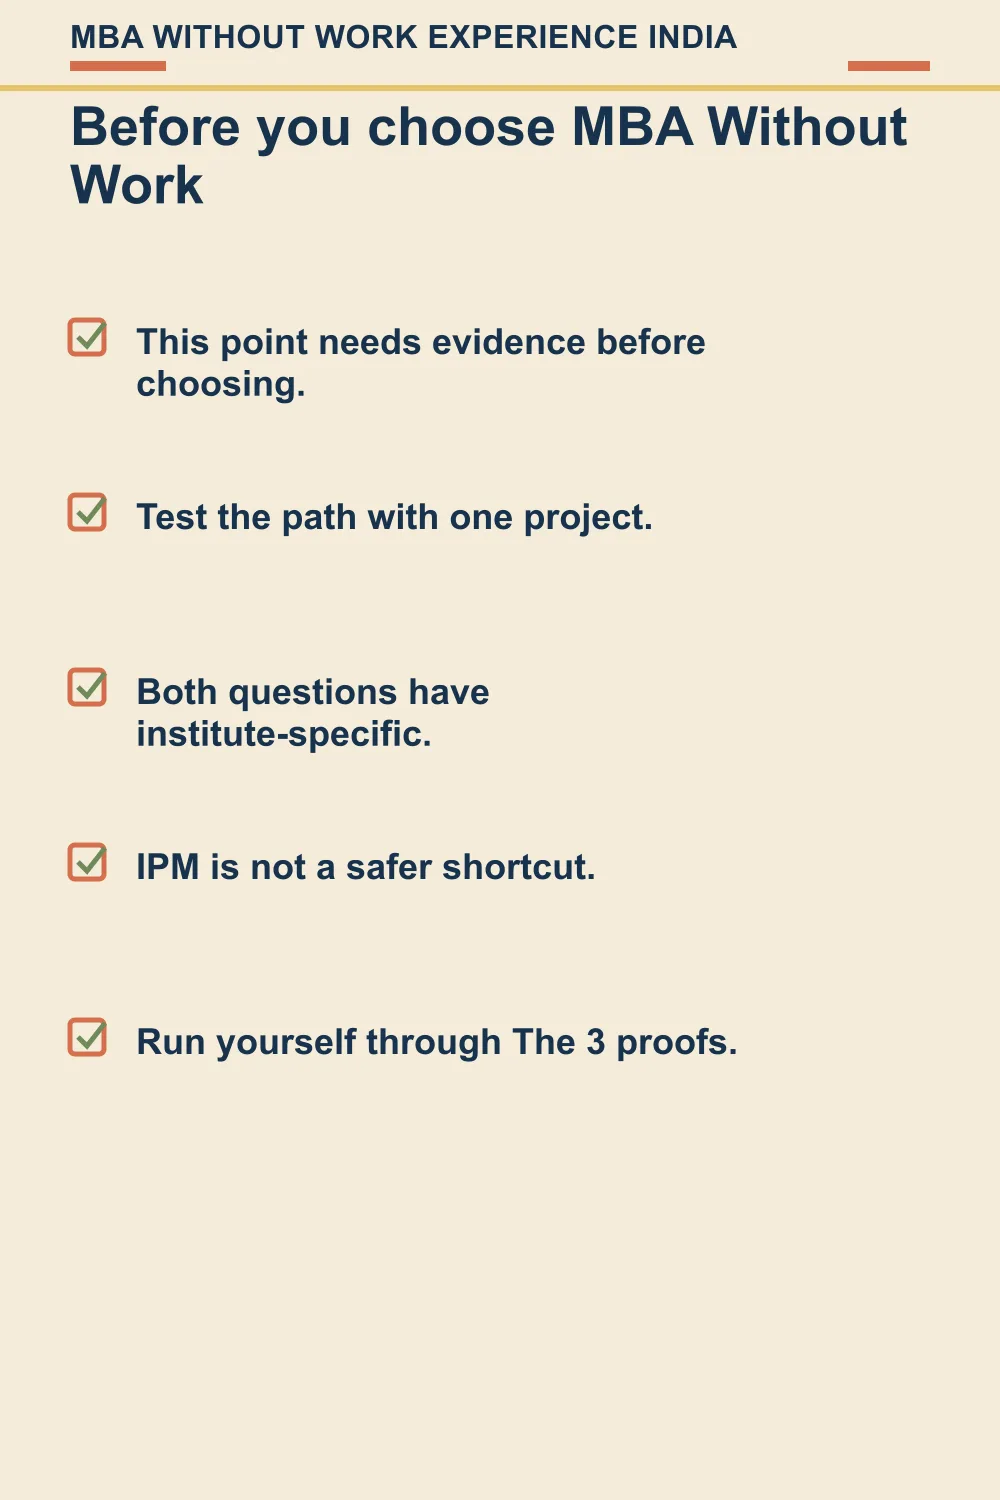 MBA WITHOUT WORK EXPERIENCE INDIA
Before you choose MBA Without
Work
This point needs evidence before
choosing.
Test the path with one project.
Both questions have
institute-specific.
IPM is not a safer shortcut.
Run yourself through The 3 proofs.